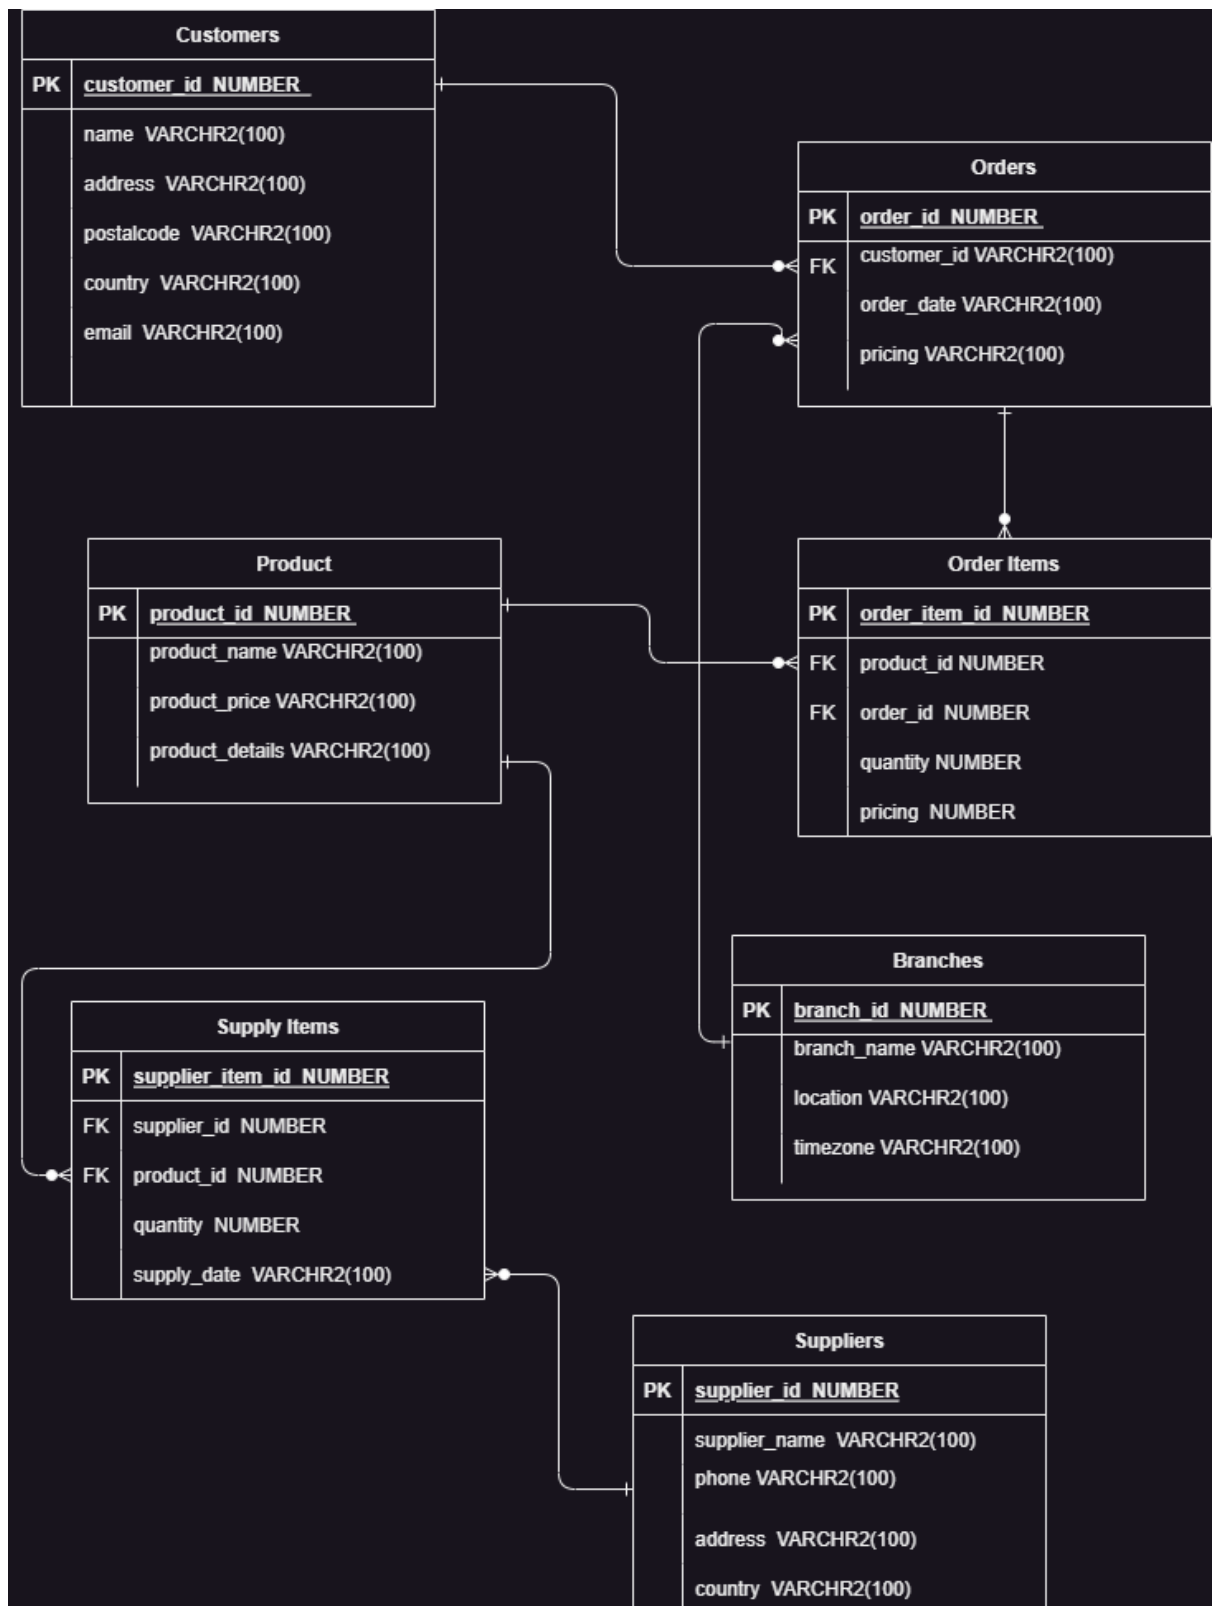 Customers
PK customer_id NUMBER
name VARCHR2(100)
address VARCHR2(100)
postalcode VARCHR2(100)
country VARCHR2(100)
email VARCHR2(100)
Orders
PK order_id NUMBER
FK customer_id VARCHR2(100)
order_date VARCHR2(100)
pricing VARCHR2(100)
Product
PK product_id NUMBER
product_name VARCHR2(100)
product_price VARCHR2(100)
product_details VARCHR2(100)
Order Items
PK order_item_id NUMBER
FK product_id NUMBER
FK order_id NUMBER
quantity NUMBER
pricing NUMBER
Branches
PK branch_id NUMBER
branch_name VARCHR2(100)
location VARCHR2(100)
timezone VARCHR2(100)
Supply Items
PK supplier_item_id NUMBER
FK supplier_id NUMBER
FK product_id NUMBER
quantity NUMBER
supply_date VARCHR2(100)
Suppliers
PK supplier_id NUMBER
supplier_name VARCHR2(100)
phone VARCHR2(100)
address VARCHR2(100)
country VARCHR2(100)